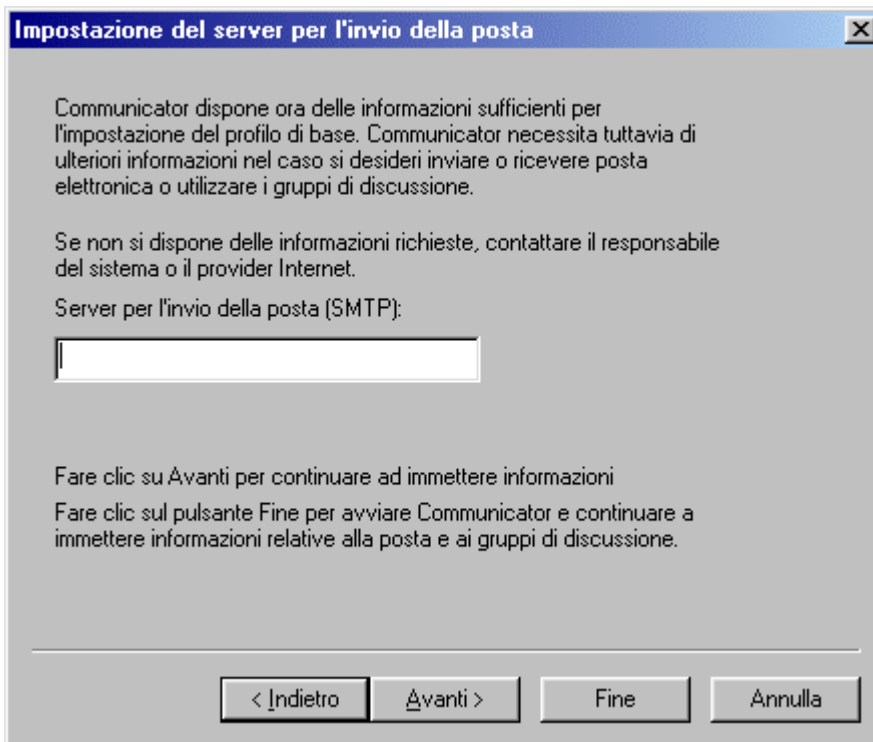 Impostazione del server per l'invio della posta
Communicator dispone ora delle informazioni sufficienti per
l'impostazione del profilo di base. Communicator necessita tuttavia di
ulteriori informazioni nel caso si desideri inviare o ricevere posta
elettronica o utilizzare i gruppi di discussione.
Se non si dispone delle informazioni richieste, contattare il responsabile
del sistema o il provider Internet.
Server per l'invio della posta (SMTP):
Fare clic su Avanti per continuare ad immettere informazioni
Fare clic sul pulsante Fine per avviare Communicator e continuare a
immettere informazioni relative alla posta e ai gruppi di discussione.
< Indietro Avanti > Fine Annulla